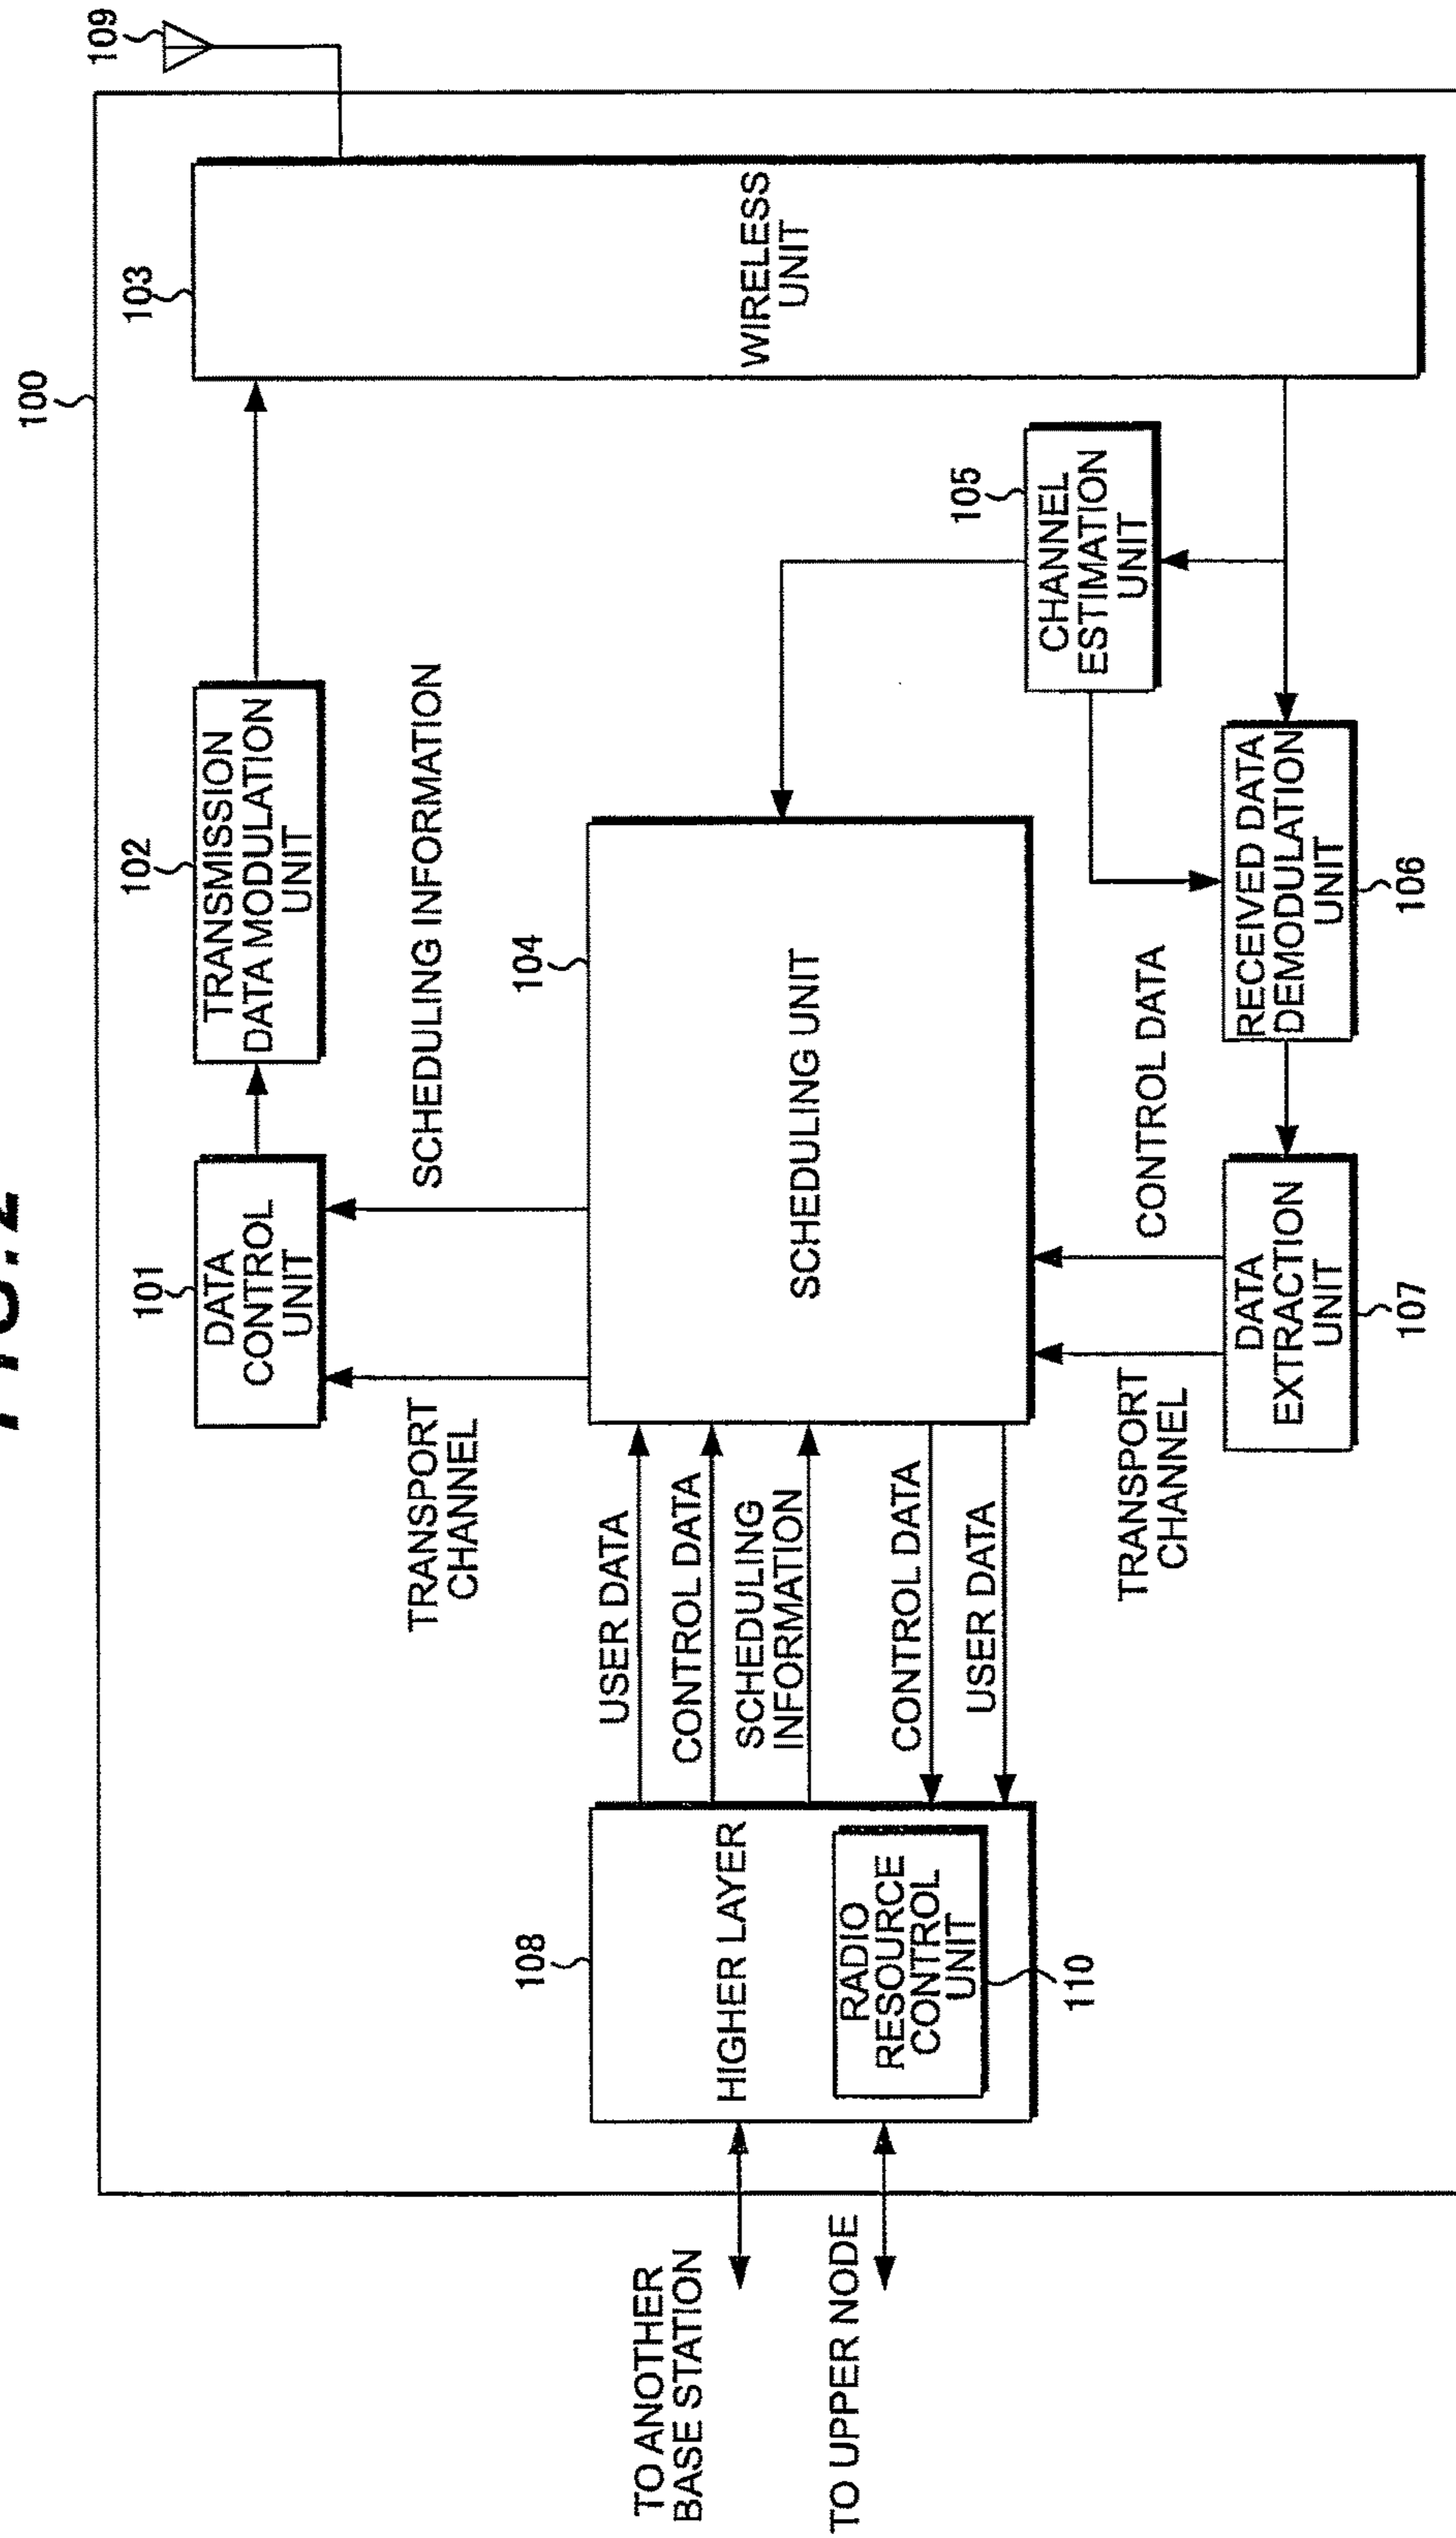 FIG. 2
100
109
101
DATA
CONTROL
UNIT
102
TRANSMISSION
DATA MODULATION
UNIT
103
WIRELESS
UNIT
TRANSPORT
CHANNEL
SCHEDULING INFORMATION
108
HIGHER LAYER
RADIO
RESOURCE
CONTROL
UNIT
110
TO ANOTHER
BASE STATION
TO UPPER NODE
USER DATA
CONTROL DATA
SCHEDULING
INFORMATION
CONTROL DATA
USER DATA
104
SCHEDULING UNIT
105
CHANNEL
ESTIMATION
UNIT
TRANSPORT
CHANNEL
CONTROL DATA
DATA
EXTRACTION
UNIT
107
RECEIVED DATA
DEMODULATION
UNIT
106